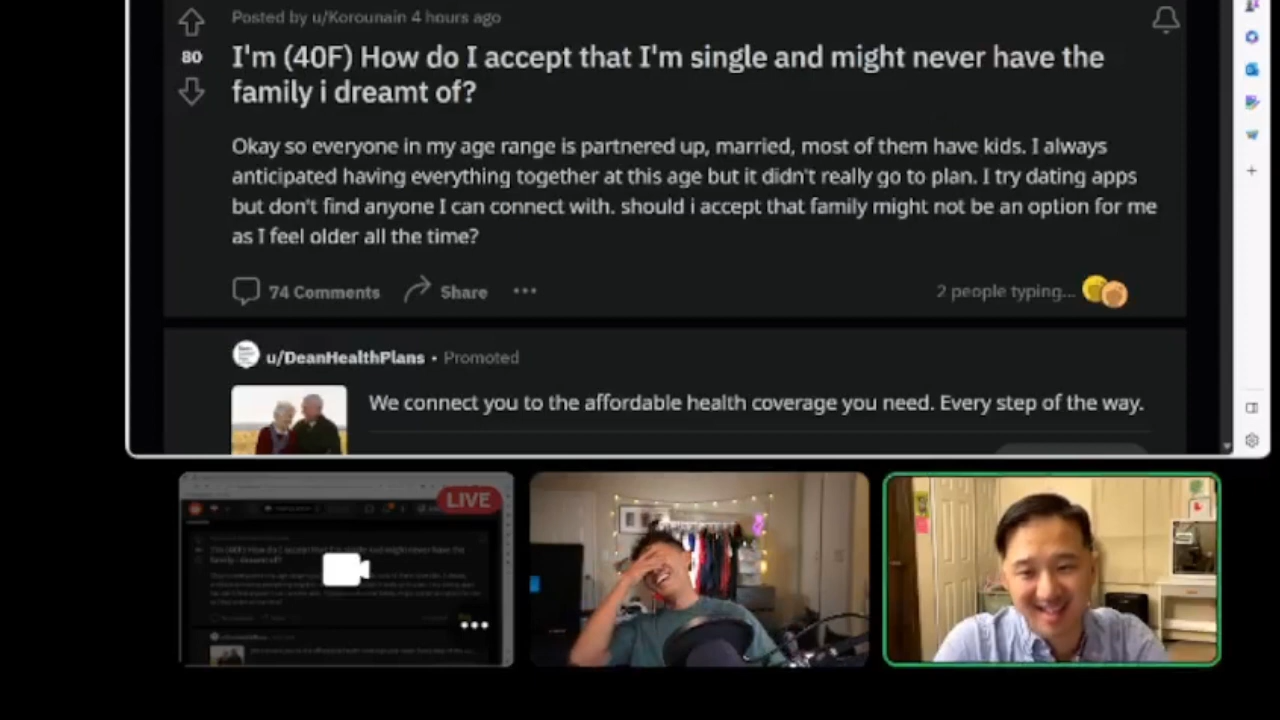 Posted by u/Korounain 4 hours ago
80
I'm (40F) How do I accept that I'm single and might never have the
family i dreamt of?
Okay so everyone in my age range is partnered up, married, most of them have kids. I always
anticipated having everything together at this age but it didn't really go to plan. I try dating apps
but don't find anyone I can connect with. should i accept that family might not be an option for me
as I feel older all the time?
74 Comments
Share
2 people typing...
u/DeanHealthPlans • Promoted
We connect you to the affordable health coverage you need. Every step of the way.
LIVE